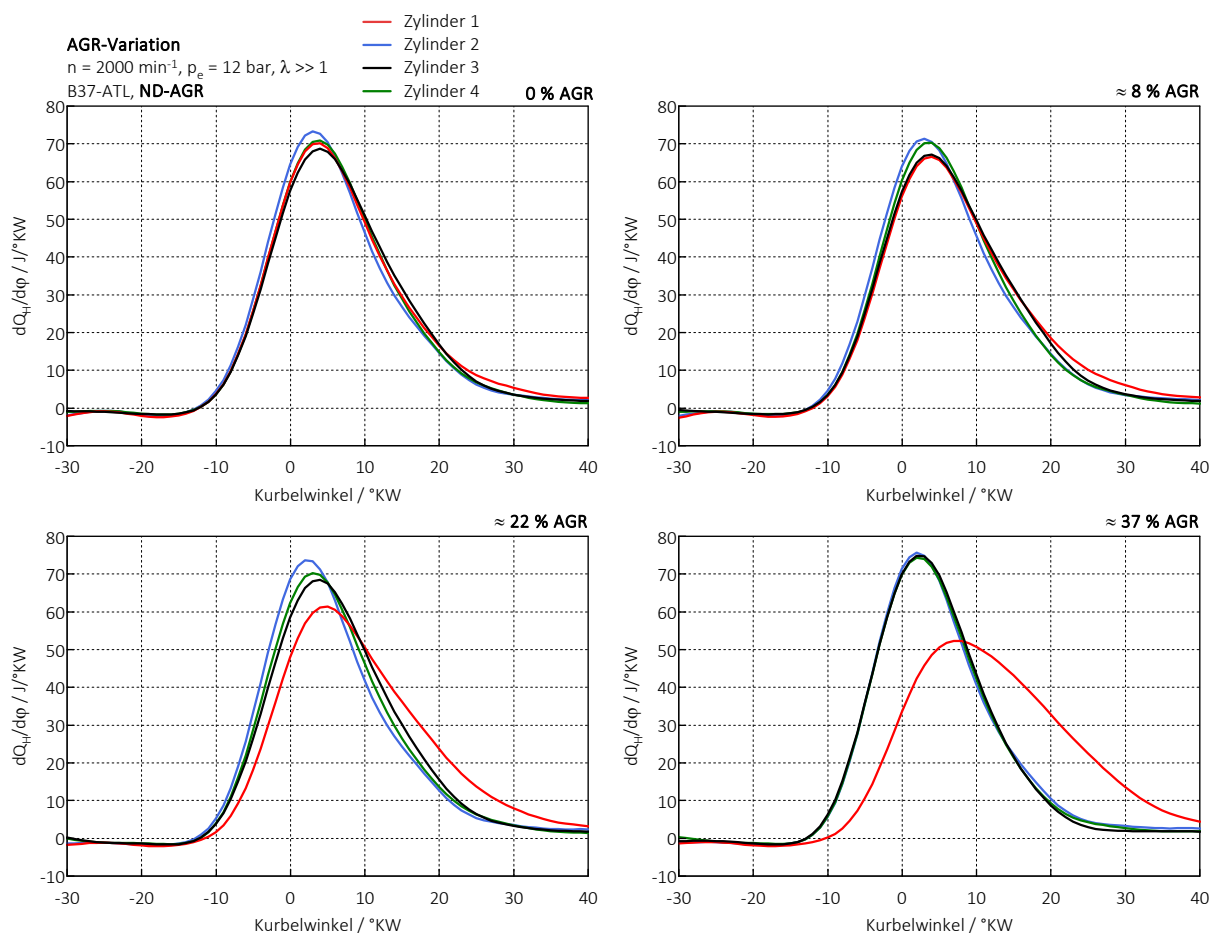 Zylinder 1
Zylinder 2
Zylinder 3
Zylinder 4
AGR-Variation
n = 2000 min⁻¹, pₑ = 12 bar, λ >> 1
B37-ATL, ND-AGR
0 % AGR
80
70
60
50
40
30
20
10
0
-10
dQ_H/dφ / J/°KW
-30 -20 -10 0 10 20 30 40
Kurbelwinkel / °KW
≈ 8 % AGR
80
70
60
50
40
30
20
10
0
-10
dQ_H/dφ / J/°KW
-30 -20 -10 0 10 20 30 40
Kurbelwinkel / °KW
≈ 22 % AGR
80
70
60
50
40
30
20
10
0
-10
dQ_H/dφ / J/°KW
-30 -20 -10 0 10 20 30 40
Kurbelwinkel / °KW
≈ 37 % AGR
80
70
60
50
40
30
20
10
0
-10
dQ_H/dφ / J/°KW
-30 -20 -10 0 10 20 30 40
Kurbelwinkel / °KW